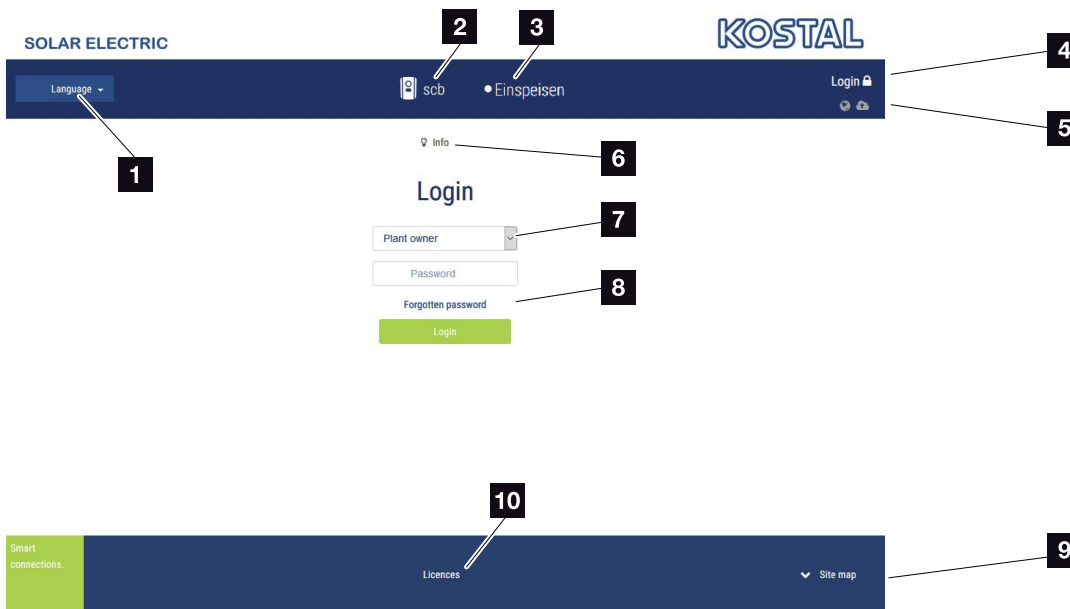 2
3
SOLAR ELECTRIC
KOSTAL
4
Language
scb
Einspeisen
Login
5
1
Info
6
Login
7
Plant owner
Password
8
Forgotten password
Login
10
Smart
connections.
9
Licences
Site map